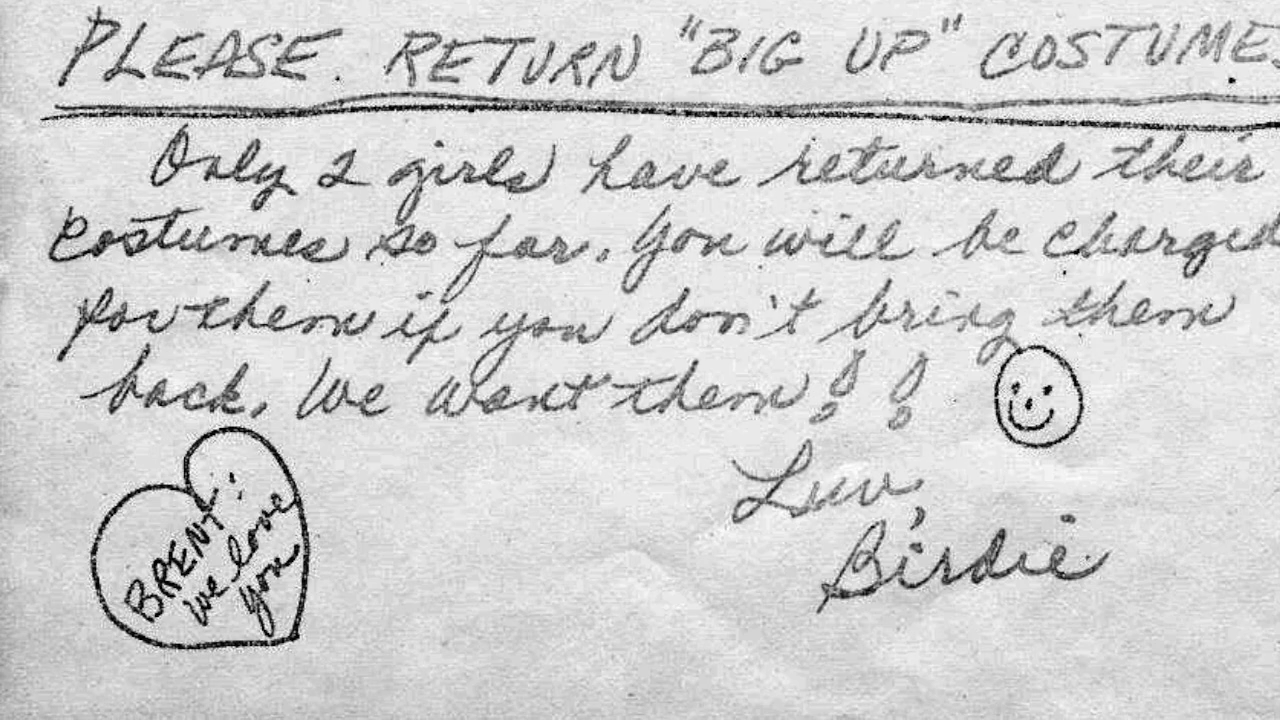 PLEASE. RETURN "BIG UP" COSTUMES
Only 2 girls have returned their
costumes so far. You will be charged
for them if you don't bring them
back. We want them!!
Luv,
Birdie
BRENT:
we love
you